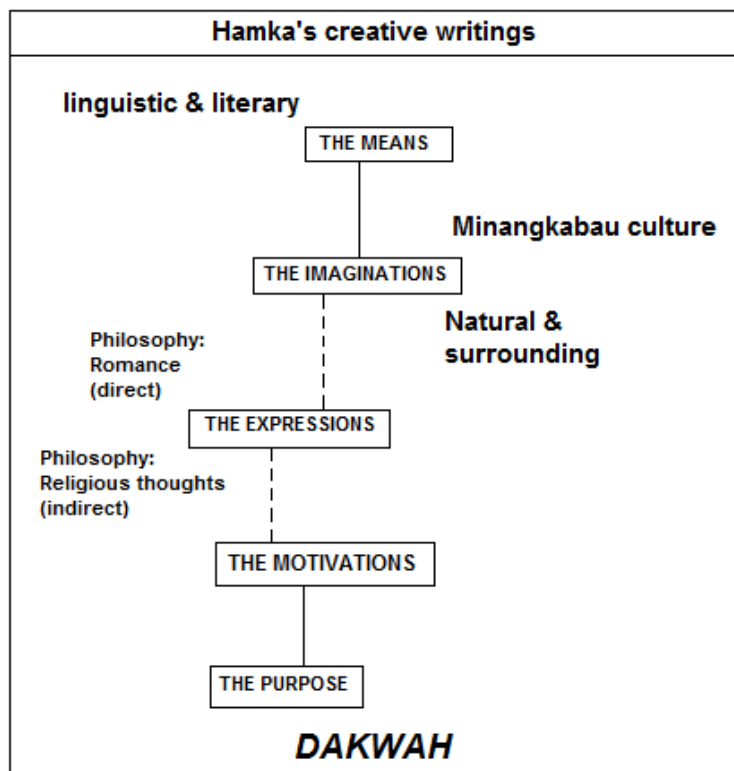 Hamka's creative writings
linguistic & literary
THE MEANS
Minangkabau culture
THE IMAGINATIONS
Natural &
surrounding
Philosophy:
Romance
(direct)
THE EXPRESSIONS
Philosophy:
Religious thoughts
(indirect)
THE MOTIVATIONS
THE PURPOSE
DAKWAH